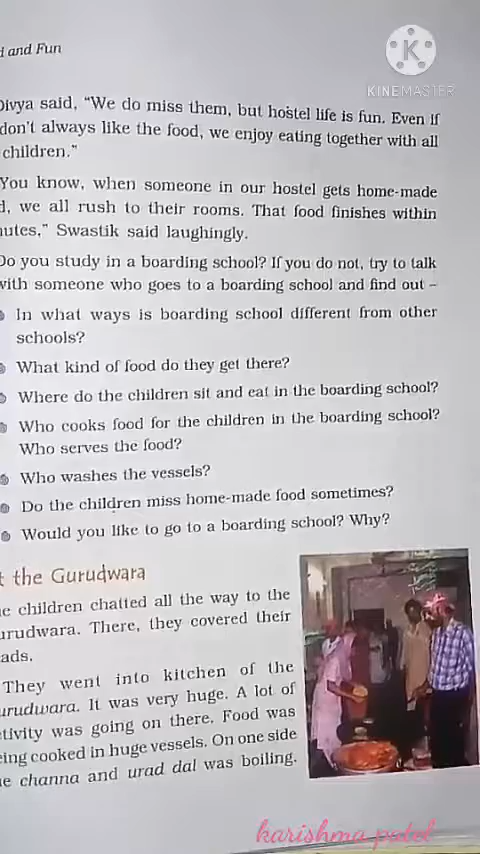 and Fun
KINEMASTER
Divya said, "We do miss them, but hostel life is fun. Even if
don't always like the food, we enjoy eating together with all
children."
You know, when someone in our hostel gets home-made
d, we all rush to their rooms. That food finishes within
nutes," Swastik said laughingly.
Do you study in a boarding school? If you do not, try to talk
with someone who goes to a boarding school and find out –
In what ways is boarding school different from other
schools?
What kind of food do they get there?
Where do the children sit and eat in the boarding school?
Who cooks food for the children in the boarding school?
Who serves the food?
Who washes the vessels?
Do the children miss home-made food sometimes?
Would you like to go to a boarding school? Why?
t the Gurudwara
e children chatted all the way to the
urudwara. There, they covered their
ads.
They went into kitchen of the
urudwara. It was very huge. A lot of
tivity was going on there. Food was
eing cooked in huge vessels. On one side
e channa and urad dal was boiling.
karishma patel